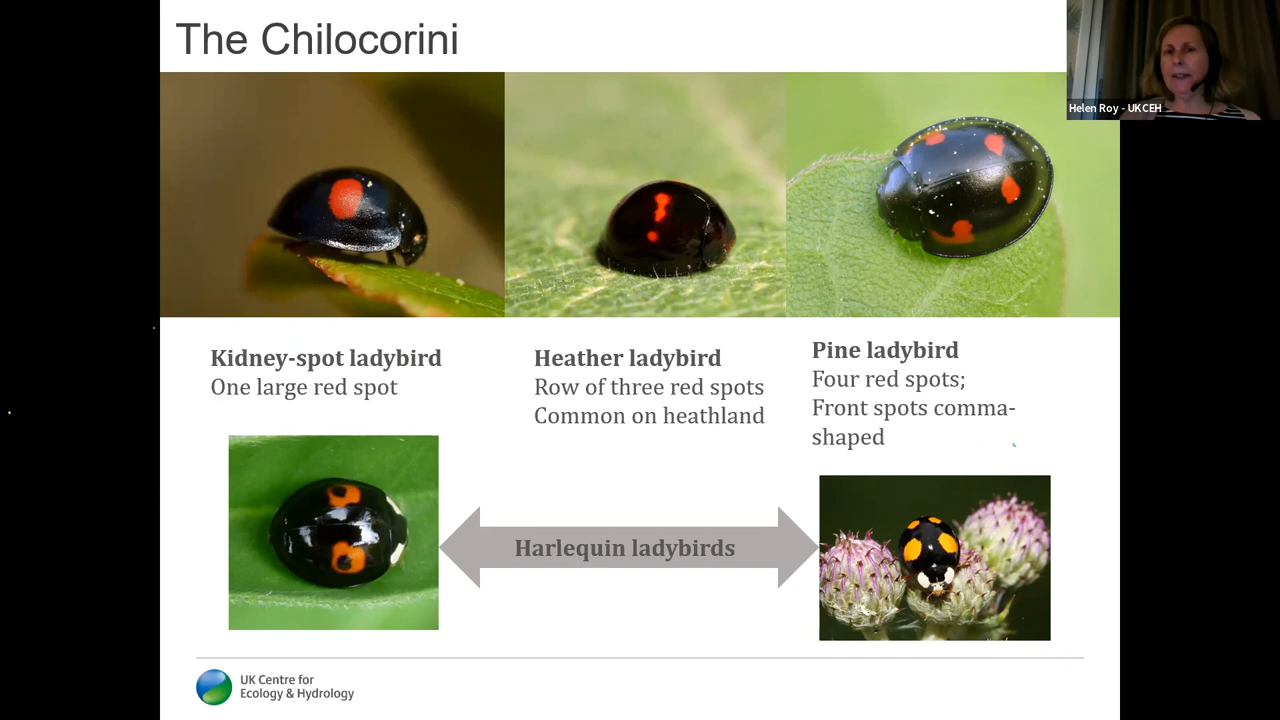 The Chilocorini
Helen Roy - UKCEH
Kidney-spot ladybird
One large red spot
Heather ladybird
Row of three red spots
Common on heathland
Pine ladybird
Four red spots;
Front spots comma-
shaped
Harlequin ladybirds
UK Centre for
Ecology & Hydrology